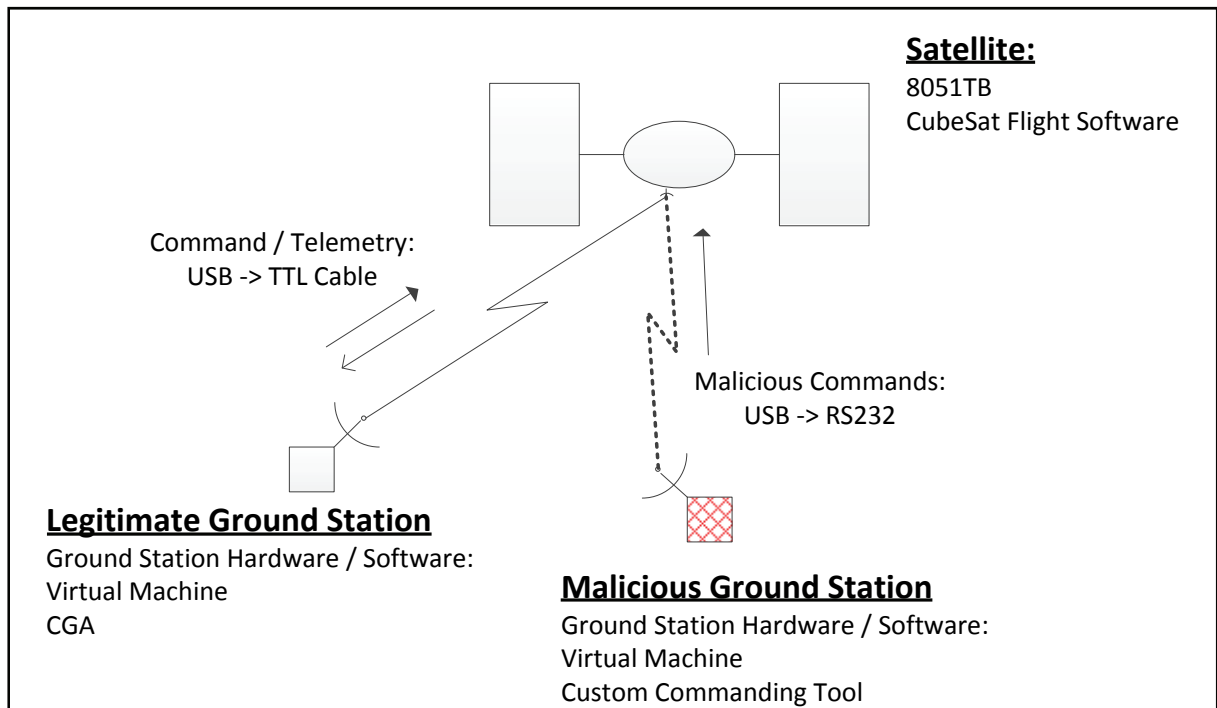 Satellite:
8051TB
CubeSat Flight Software
Command / Telemetry:
USB -> TTL Cable
Malicious Commands:
USB -> RS232
Legitimate Ground Station
Ground Station Hardware / Software:
Virtual Machine
CGA
Malicious Ground Station
Ground Station Hardware / Software:
Virtual Machine
Custom Commanding Tool